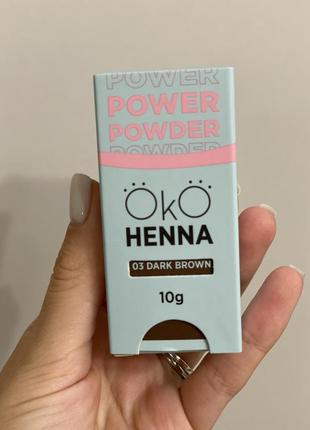 POWER
POWER
POWDER
POWDER
ÖkÖ
HENNA
03 DARK BROWN
10g